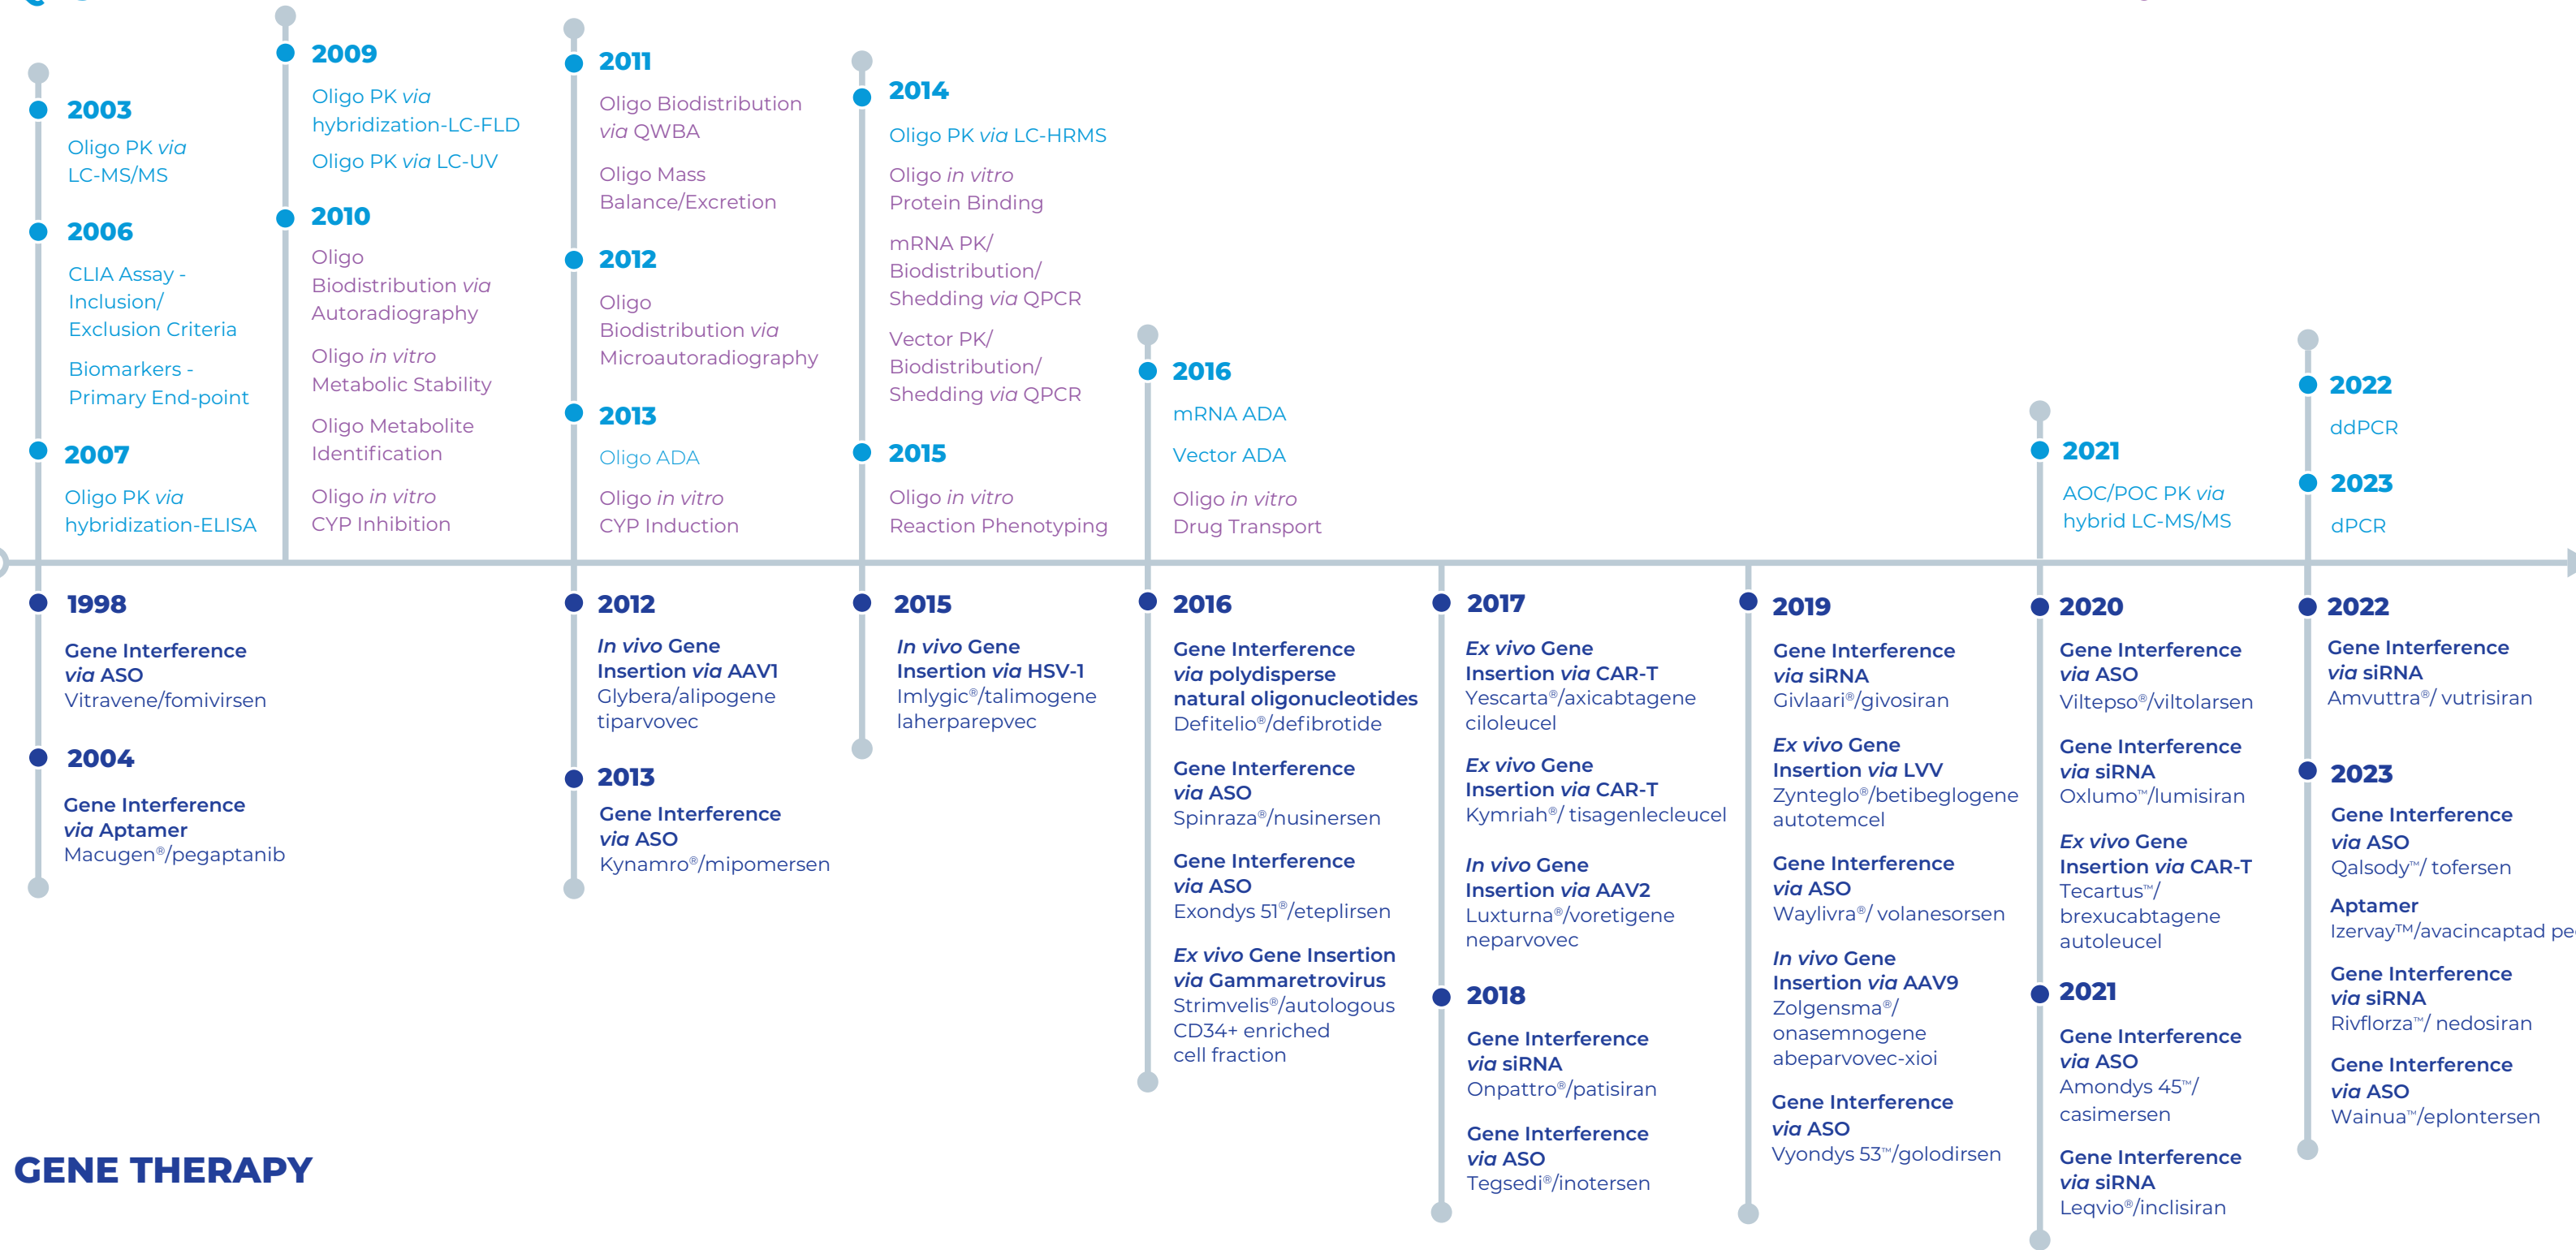 2003
Oligo PK via
LC-MS/MS
2006
CLIA Assay -
Inclusion/
Exclusion Criteria
Biomarkers -
Primary End-point
2007
Oligo PK via
hybridization-ELISA
2009
Oligo PK via
hybridization-LC-FLD
Oligo PK via LC-UV
2010
Oligo
Biodistribution via
Autoradiography
Oligo in vitro
Metabolic Stability
Oligo Metabolite
Identification
Oligo in vitro
CYP Inhibition
2011
Oligo Biodistribution
via QWBA
Oligo Mass
Balance/Excretion
2012
Oligo
Biodistribution via
Microautoradiography
2013
Oligo ADA
Oligo in vitro
CYP Induction
2014
Oligo PK via LC-HRMS
Oligo in vitro
Protein Binding
mRNA PK/
Biodistribution/
Shedding via QPCR
Vector PK/
Biodistribution/
Shedding via QPCR
2015
Oligo in vitro
Reaction Phenotyping
2016
mRNA ADA
Vector ADA
Oligo in vitro
Drug Transport
2021
AOC/POC PK via
hybrid LC-MS/MS
2022
ddPCR
2023
dPCR
1998
Gene Interference
via ASO
Vitravene/fomivirsen
2004
Gene Interference
via Aptamer
Macugen®/pegaptanib
2012
In vivo Gene
Insertion via AAV1
Glybera/alipogene
tiparvovec
2013
Gene Interference
via ASO
Kynamro®/mipomersen
2015
In vivo Gene
Insertion via HSV-1
Imlygic®/talimogene
laherparepvec
2016
Gene Interference
via polydisperse
natural oligonucleotides
Defitelio®/defibrotide
Gene Interference
via ASO
Spinraza®/nusinersen
Gene Interference
via ASO
Exondys 51®/eteplirsen
Ex vivo Gene Insertion
via Gammaretrovirus
Strimvelis®/autologous
CD34+ enriched
cell fraction
2017
Ex vivo Gene
Insertion via CAR-T
Yescarta®/axicabtagene
ciloleucel
Ex vivo Gene
Insertion via CAR-T
Kymriah®/ tisagenlecleucel
In vivo Gene
Insertion via AAV2
Luxturna®/voretigene
neparvovec
2018
Gene Interference
via siRNA
Onpattro®/patisiran
Gene Interference
via ASO
Tegsedi®/inotersen
2019
Gene Interference
via siRNA
Givlaari®/givosiran
Ex vivo Gene
Insertion via LVV
Zynteglo®/betibeglogene
autotemcel
Gene Interference
via ASO
Waylivra®/ volanesorsen
In vivo Gene
Insertion via AAV9
Zolgensma®/
onasemnogene
abeparvovec-xioi
Gene Interference
via ASO
Vyondys 53™/golodirsen
2020
Gene Interference
via ASO
Viltepso®/viltolarsen
Gene Interference
via siRNA
Oxlumo™/lumisiran
Ex vivo Gene
Insertion via CAR-T
Tecartus™/
brexucabtagene
autoleucel
2021
Gene Interference
via ASO
Amondys 45™/
casimersen
Gene Interference
via siRNA
Leqvio®/inclisiran
2022
Gene Interference
via siRNA
Amvuttra®/ vutrisiran
2023
Gene Interference
via ASO
Qalsody™/ tofersen
Aptamer
Izervay™/avacincaptad pe
Gene Interference
via siRNA
Rivflorza™/ nedosiran
Gene Interference
via ASO
Wainua™/eplontersen
GENE THERAPY